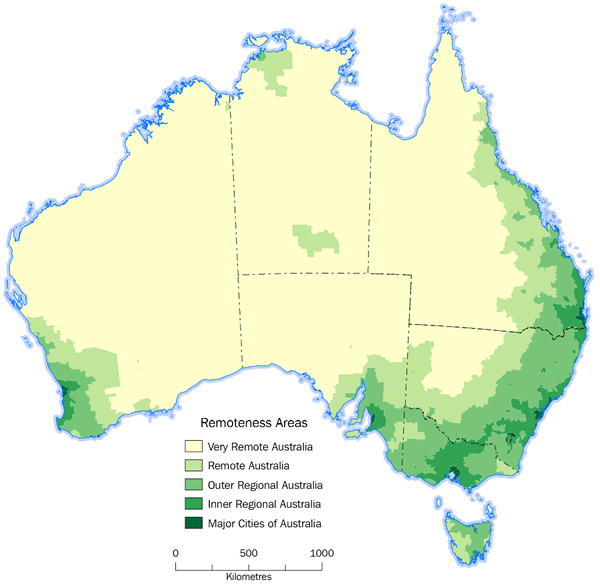 Remoteness Areas
Very Remote Australia
Remote Australia
Outer Regional Australia
Inner Regional Australia
Major Cities of Australia
0 500 1000
Kilometres